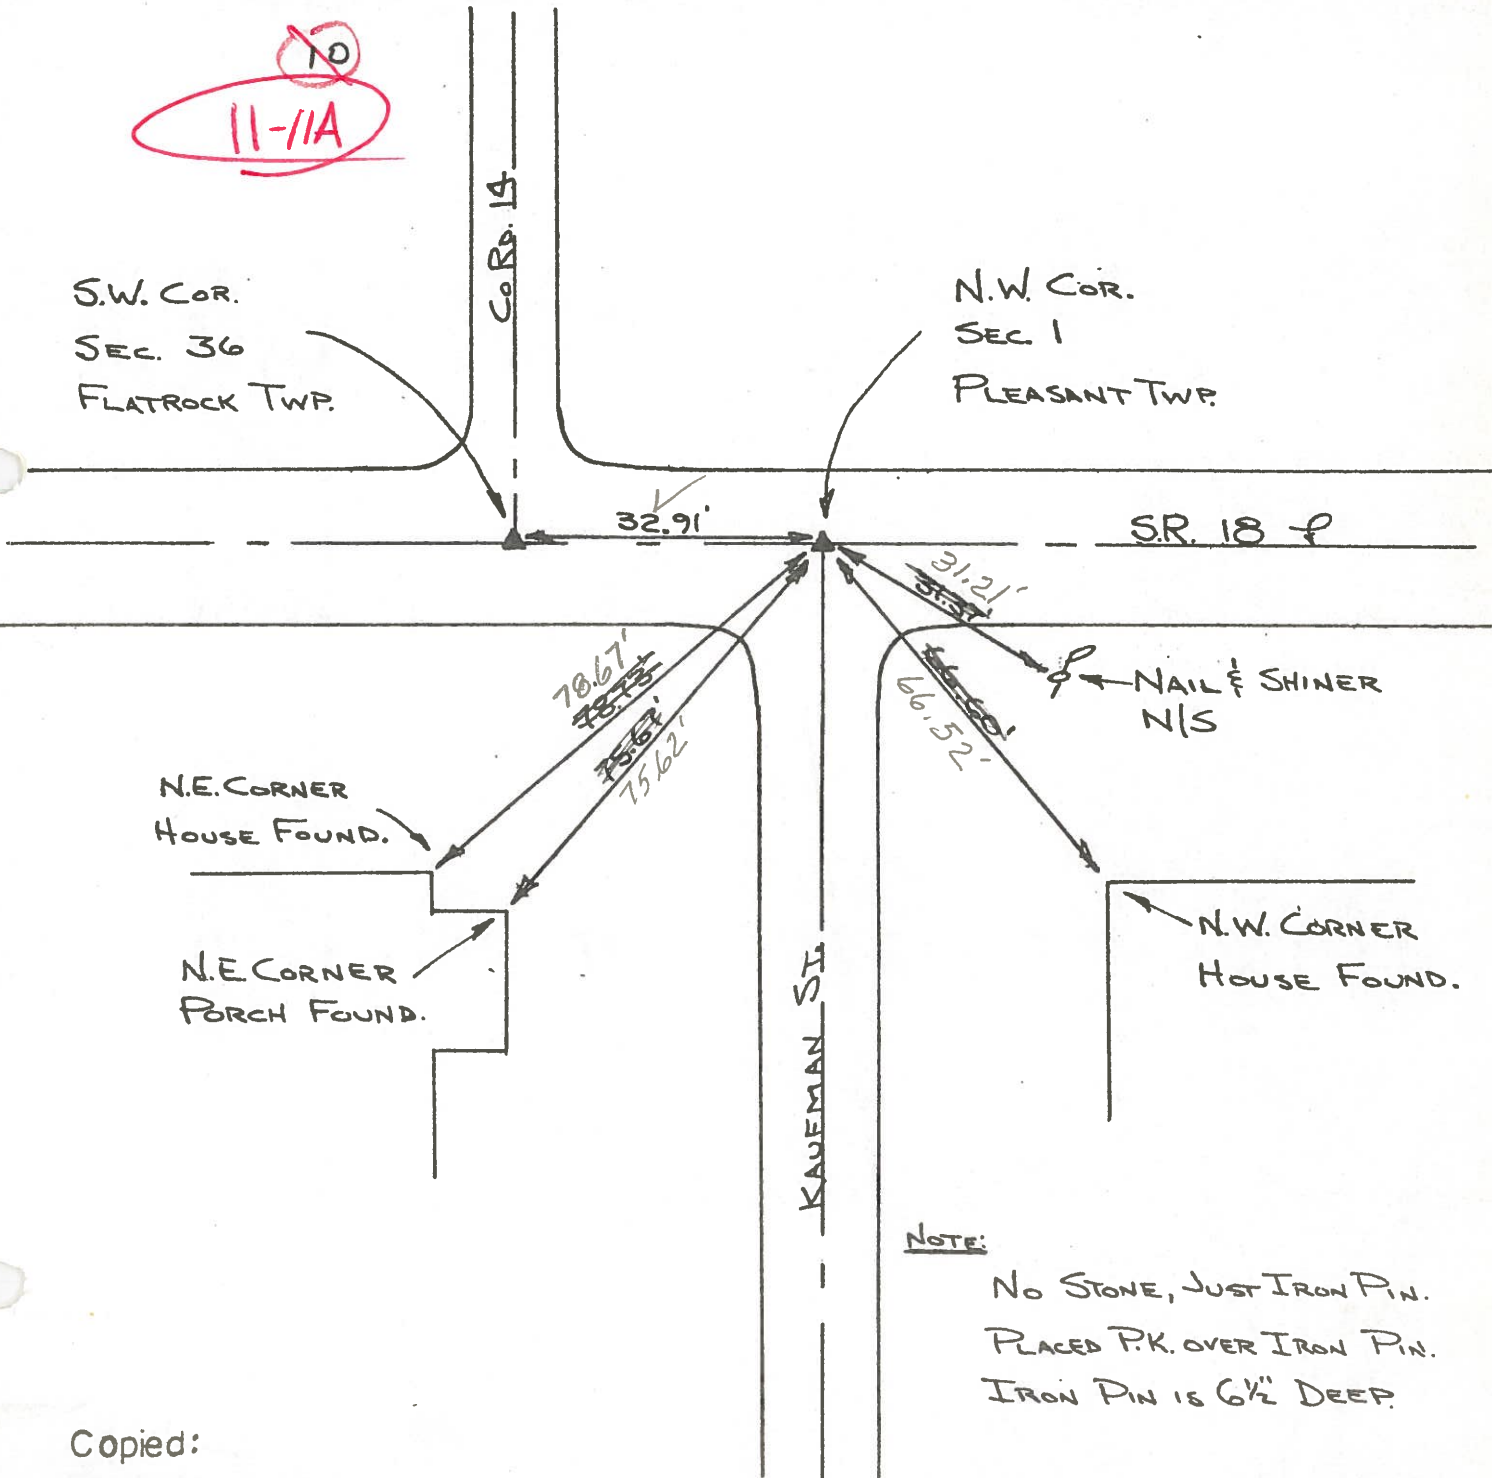 10
11-11A
Co. Rd. 14
S.W. Cor.
Sec. 36
Flatrock Twp.
N.W. Cor.
Sec. 1
Pleasant Twp.
32.91'
S.R. 18
31.21'
31.37'
78.67'
78.73'
75.67'
75.62'
66.60'
66.52'
Nail & Shiner
N/S
N.E. Corner
House Found.
N.E. Corner
Porch Found.
N.W. Corner
House Found.
Kaufman St.
Note:
No Stone, Just Iron Pin.
Placed P.K. over Iron Pin.
Iron Pin is 6½" Deep.
Copied: